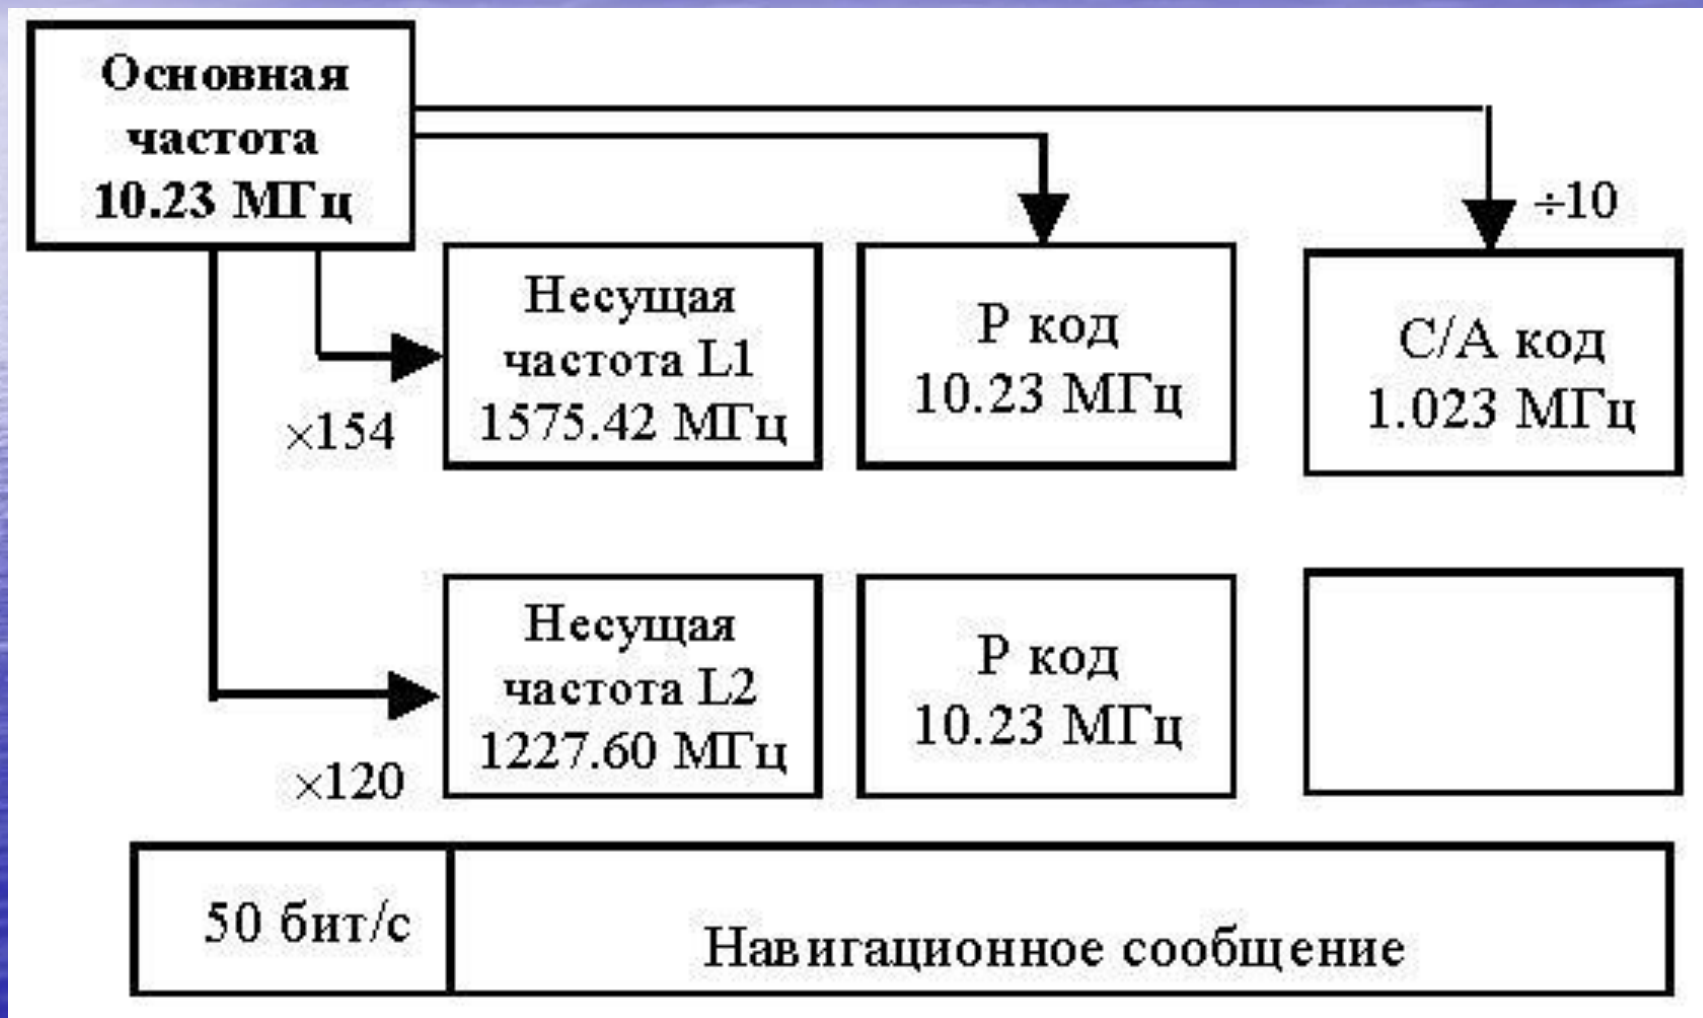 Основная
частота
10.23 МГц
÷10
Несущая
частота L1
1575.42 МГц
×154
P код
10.23 МГц
C/A код
1.023 МГц
Несущая
частота L2
1227.60 МГц
×120
P код
10.23 МГц
50 бит/с
Навигационное сообщение